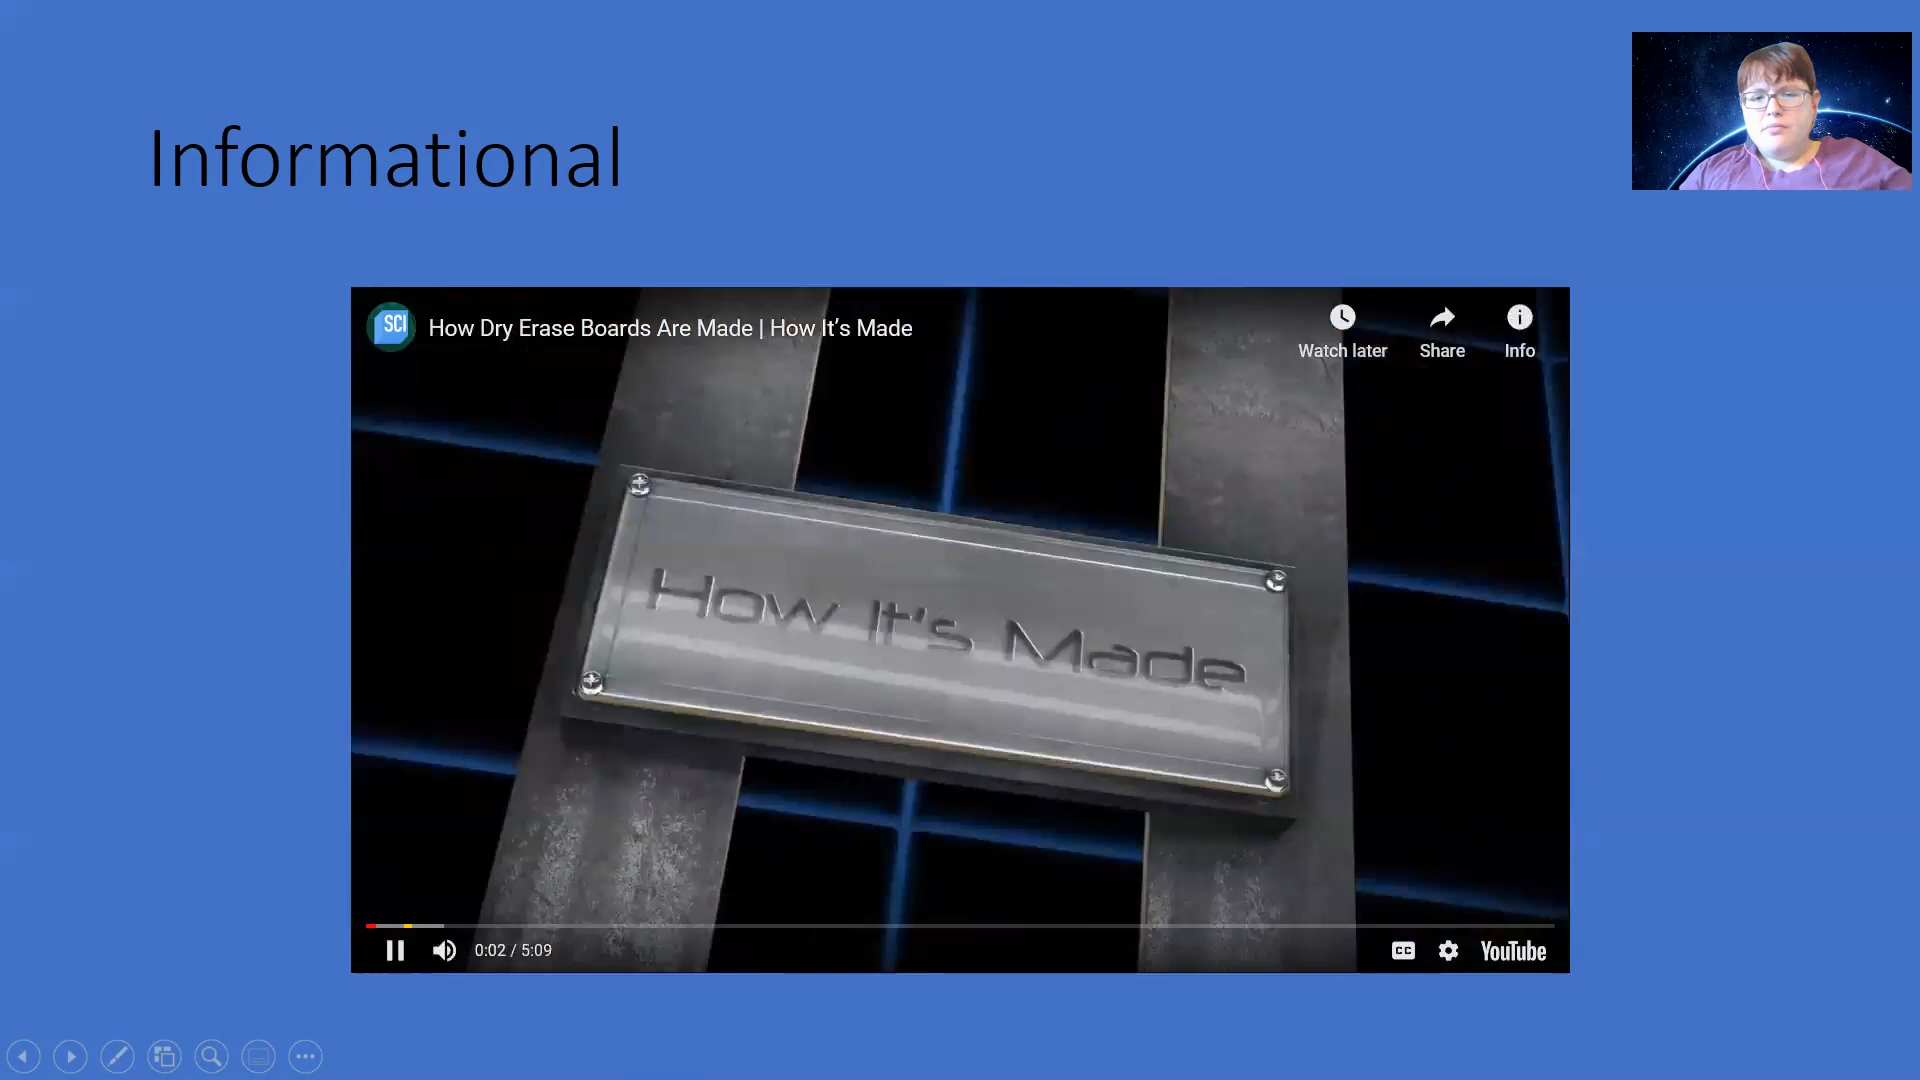 Informational
SCI
How Dry Erase Boards Are Made | How It’s Made
Watch later
Share
Info
How It's Made
0:02 / 5:09
CC
YouTube